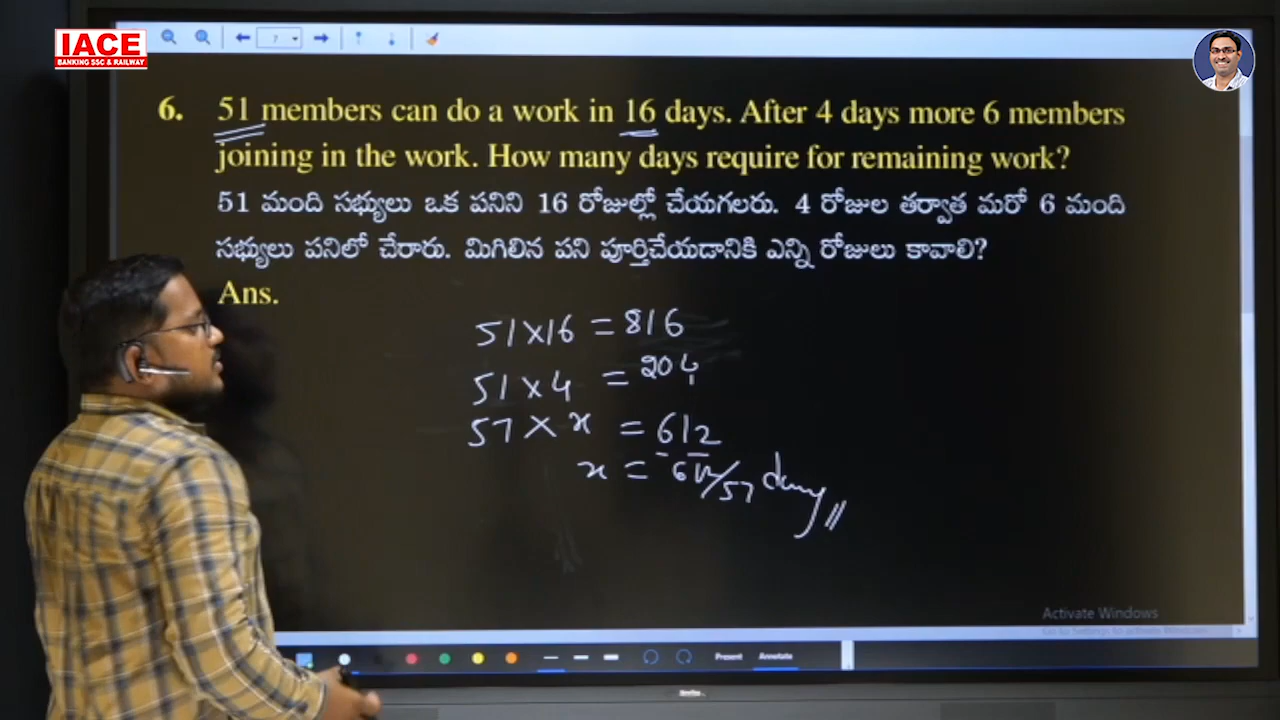 IACE
BANKING SSC & RAILWAY
7
6. 51 members can do a work in 16 days. After 4 days more 6 members
joining in the work. How many days require for remaining work?
51 మంది సభ్యులు ఒక పనిని 16 రోజుల్లో చేయగలరు. 4 రోజుల తర్వాత మరో 6 మంది
సభ్యులు పనిలో చేరారు. మిగిలిన పని పూర్తిచేయడానికి ఎన్ని రోజులు కావాలి?
Ans.
51×16 = 816
51×4 = 204
57×x = 612
x = 612/57 days
Activate Windows
Present Annotate